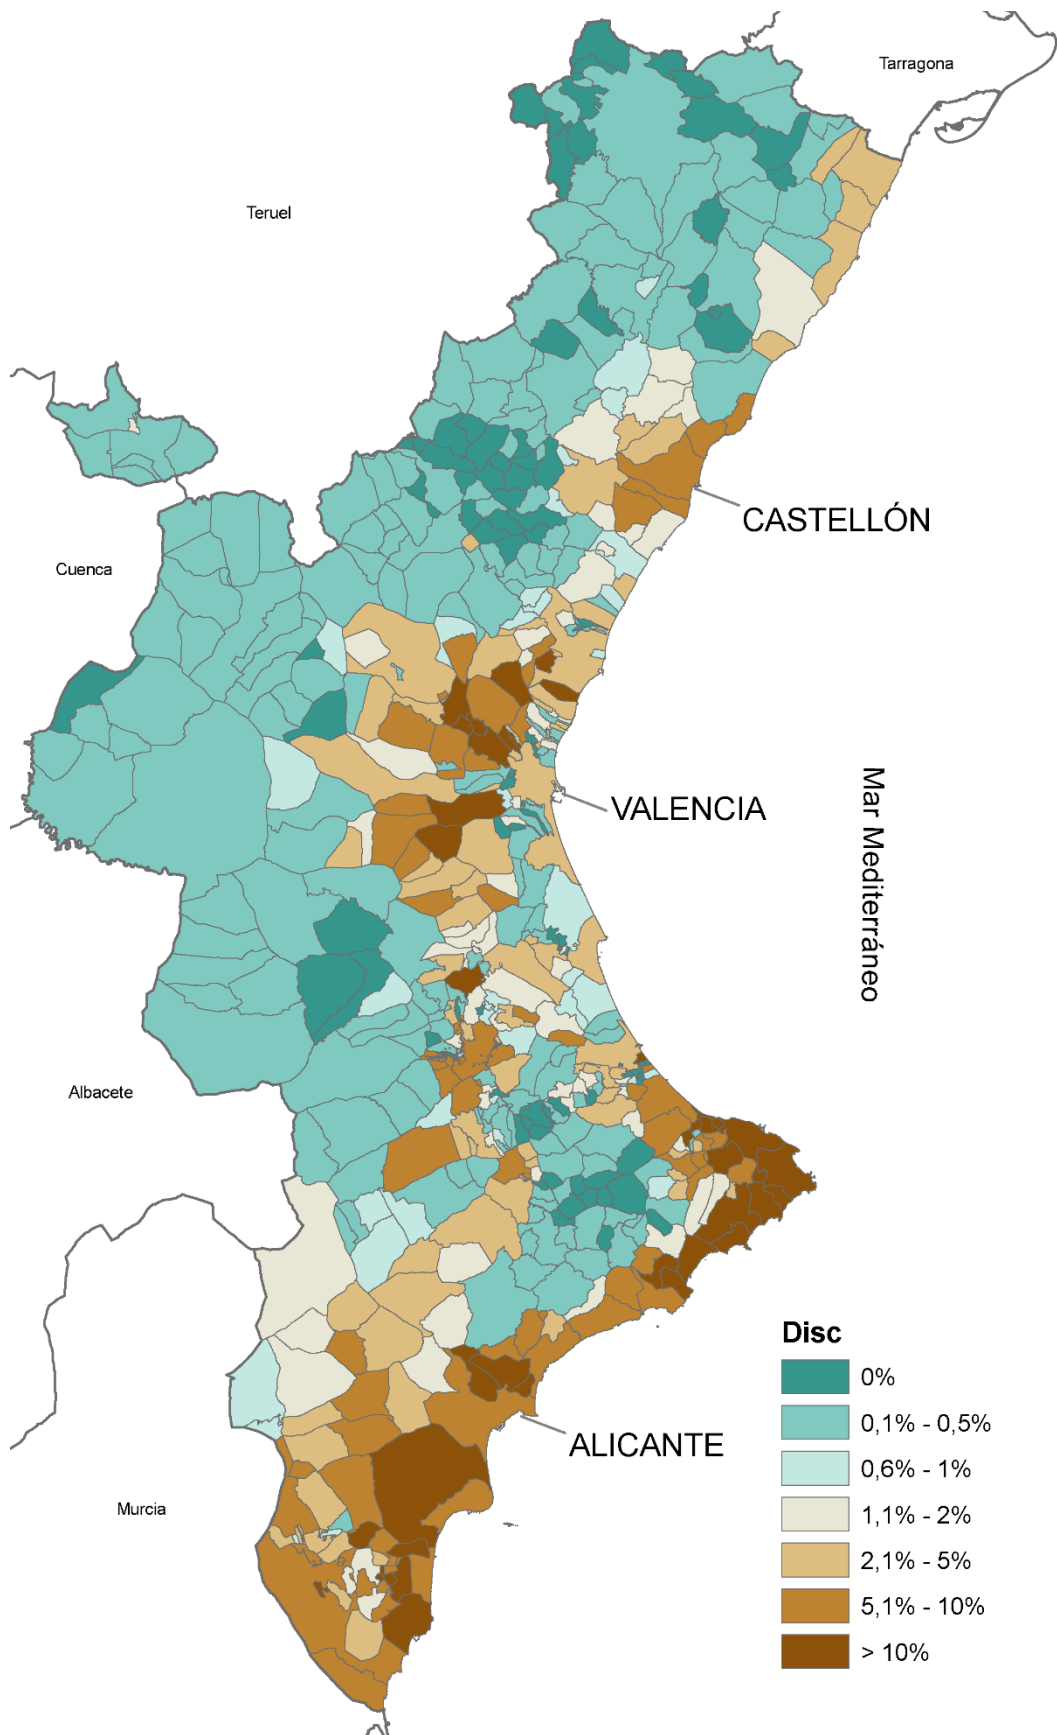 Tarragona
Teruel
CASTELLÓN
Cuenca
VALENCIA
Mar Mediterráneo
Albacete
ALICANTE
Murcia
Disc
0%
0,1% - 0,5%
0,6% - 1%
1,1% - 2%
2,1% - 5%
5,1% - 10%
> 10%